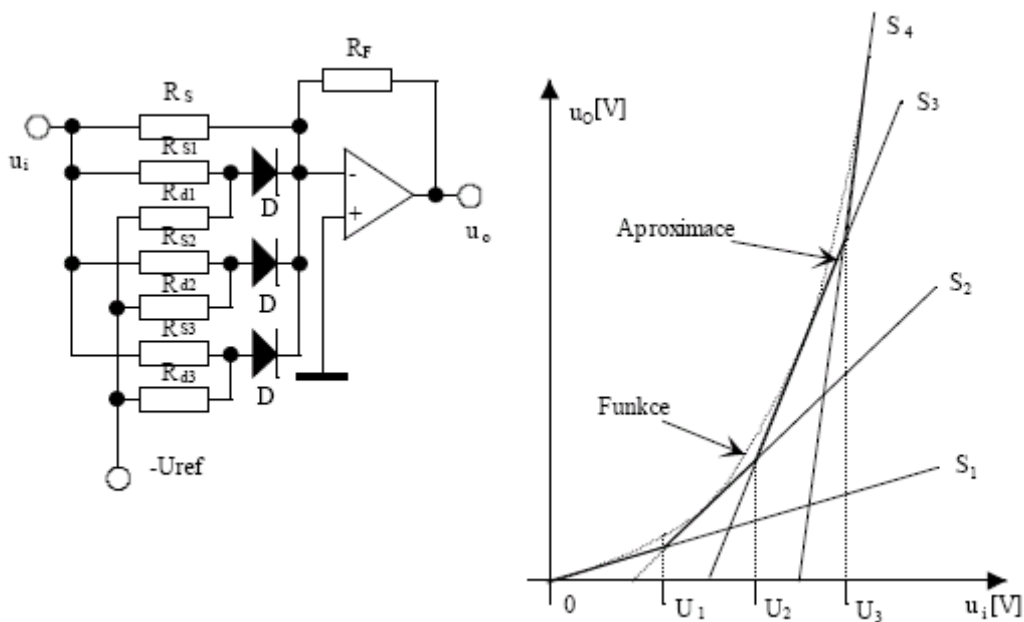 R_F
R_S
u_i
R_S1
R_d1
D
R_S2
R_d2
D
R_S3
R_d3
D
-Uref
-
+
u_o
u_O[V]
S_4
S_3
Aproximace
S_2
Funkce
S_1
0
U_1
U_2
U_3
u_i[V]